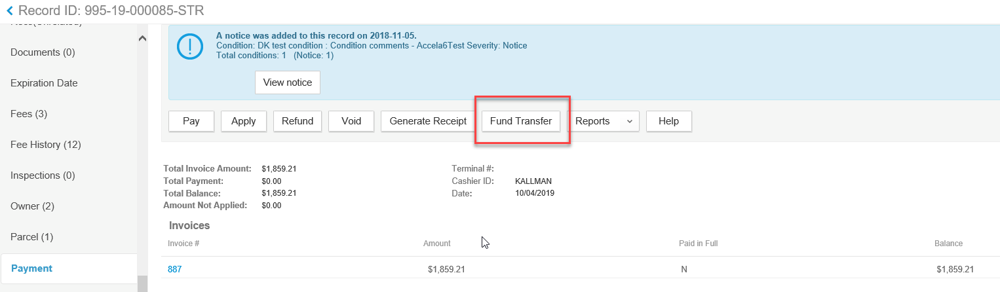 Record ID: 995-19-000085-STR
Documents (0)
Expiration Date
Fees (3)
Fee History (12)
Inspections (0)
Owner (2)
Parcel (1)
Payment
A notice was added to this record on 2018-11-05.
Condition: DK test condition : Condition comments - Accela6Test Severity: Notice
Total conditions: 1 (Notice: 1)
View notice
Pay Apply Refund Void Generate Receipt Fund Transfer Reports Help
Total Invoice Amount: $1,859.21 Terminal #:
Total Payment: $0.00 Cashier ID: KALLMAN
Total Balance: $1,859.21 Date: 10/04/2019
Amount Not Applied: $0.00
Invoices
Invoice # Amount Paid in Full Balance
887 $1,859.21 N $1,859.21